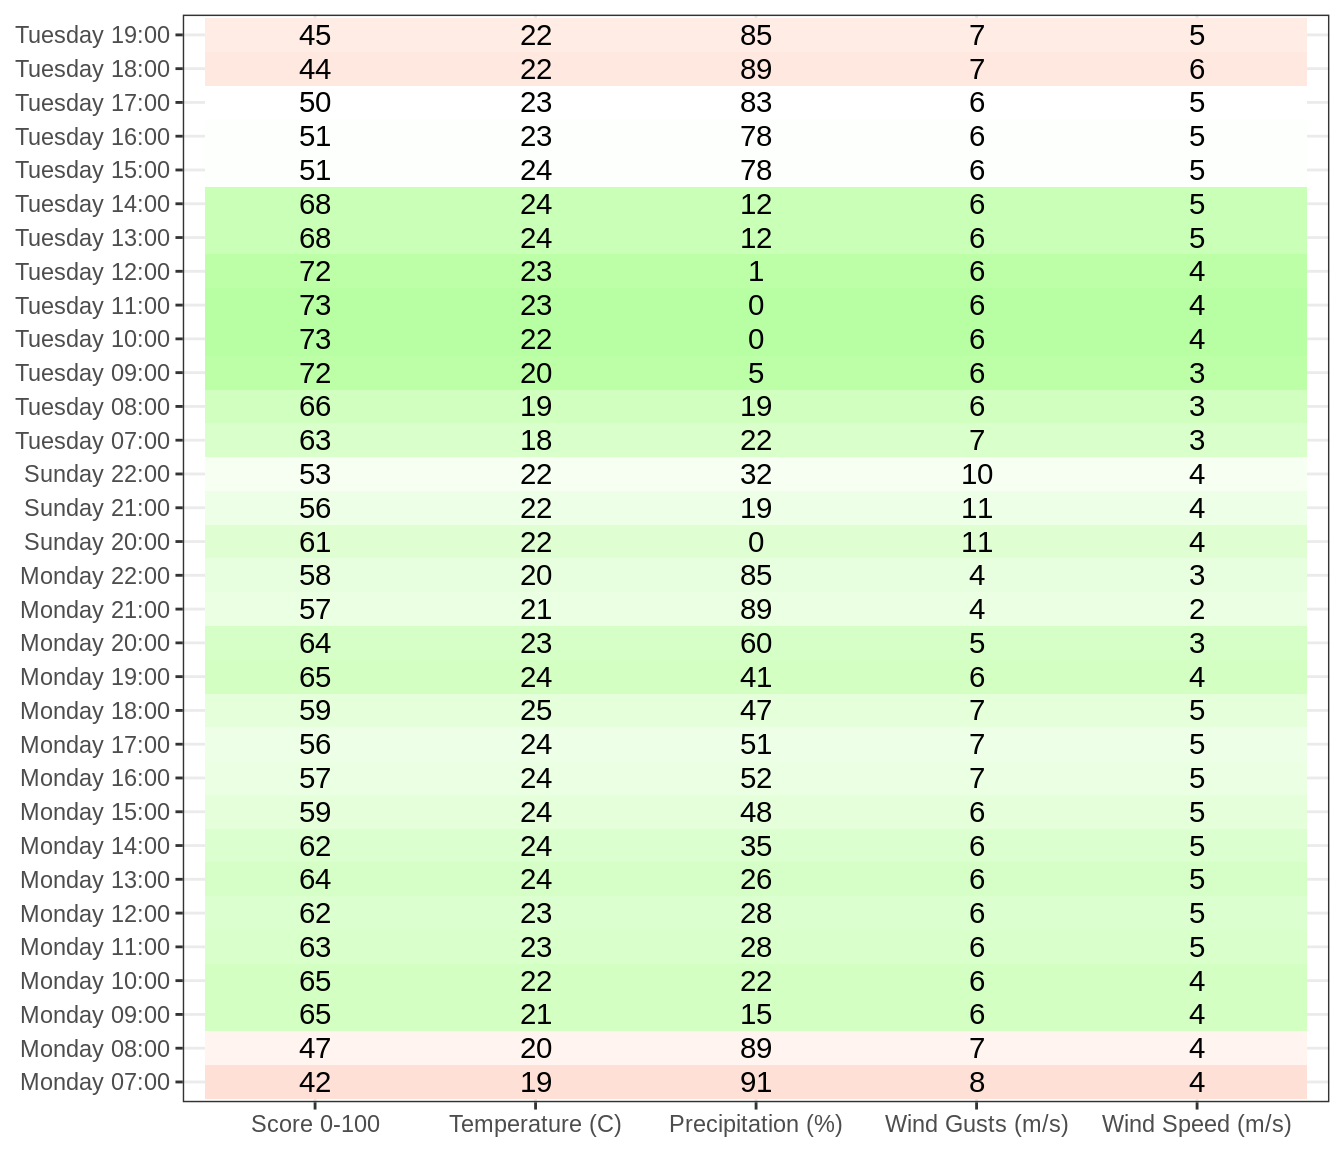 Tuesday 19:00 45 22 85 7 5
Tuesday 18:00 44 22 89 7 6
Tuesday 17:00 50 23 83 6 5
Tuesday 16:00 51 23 78 6 5
Tuesday 15:00 51 24 78 6 5
Tuesday 14:00 68 24 12 6 5
Tuesday 13:00 68 24 12 6 5
Tuesday 12:00 72 23 1 6 4
Tuesday 11:00 73 23 0 6 4
Tuesday 10:00 73 22 0 6 4
Tuesday 09:00 72 20 5 6 3
Tuesday 08:00 66 19 19 6 3
Tuesday 07:00 63 18 22 7 3
Sunday 22:00 53 22 32 10 4
Sunday 21:00 56 22 19 11 4
Sunday 20:00 61 22 0 11 4
Monday 22:00 58 20 85 4 3
Monday 21:00 57 21 89 4 2
Monday 20:00 64 23 60 5 3
Monday 19:00 65 24 41 6 4
Monday 18:00 59 25 47 7 5
Monday 17:00 56 24 51 7 5
Monday 16:00 57 24 52 7 5
Monday 15:00 59 24 48 6 5
Monday 14:00 62 24 35 6 5
Monday 13:00 64 24 26 6 5
Monday 12:00 62 23 28 6 5
Monday 11:00 63 23 28 6 5
Monday 10:00 65 22 22 6 4
Monday 09:00 65 21 15 6 4
Monday 08:00 47 20 89 7 4
Monday 07:00 42 19 91 8 4
Score 0-100 Temperature (C) Precipitation (%) Wind Gusts (m/s) Wind Speed (m/s)